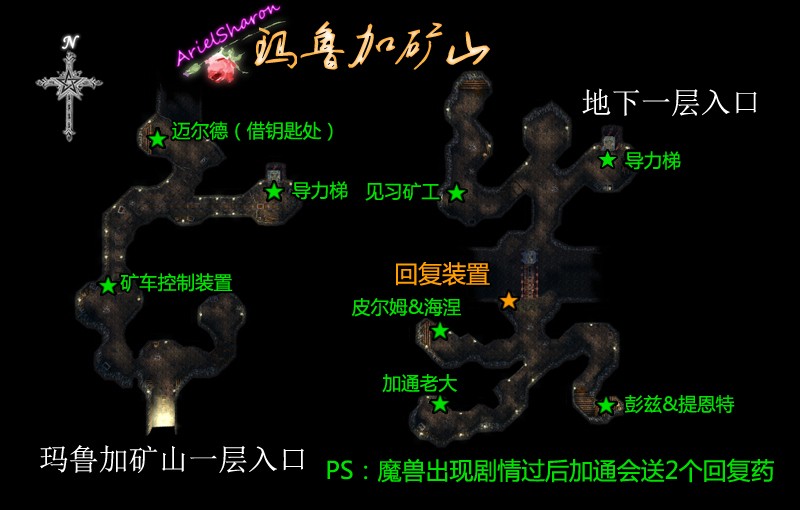 N
ArielSharon
玛鲁加矿山
地下一层入口
迈尔德（借钥匙处）
导力梯
导力梯
见习矿工
矿车控制装置
回复装置
皮尔姆&海涅
加通老大
彭兹&提恩特
玛鲁加矿山一层入口
PS：魔兽出现剧情过后加通会送2个回复药